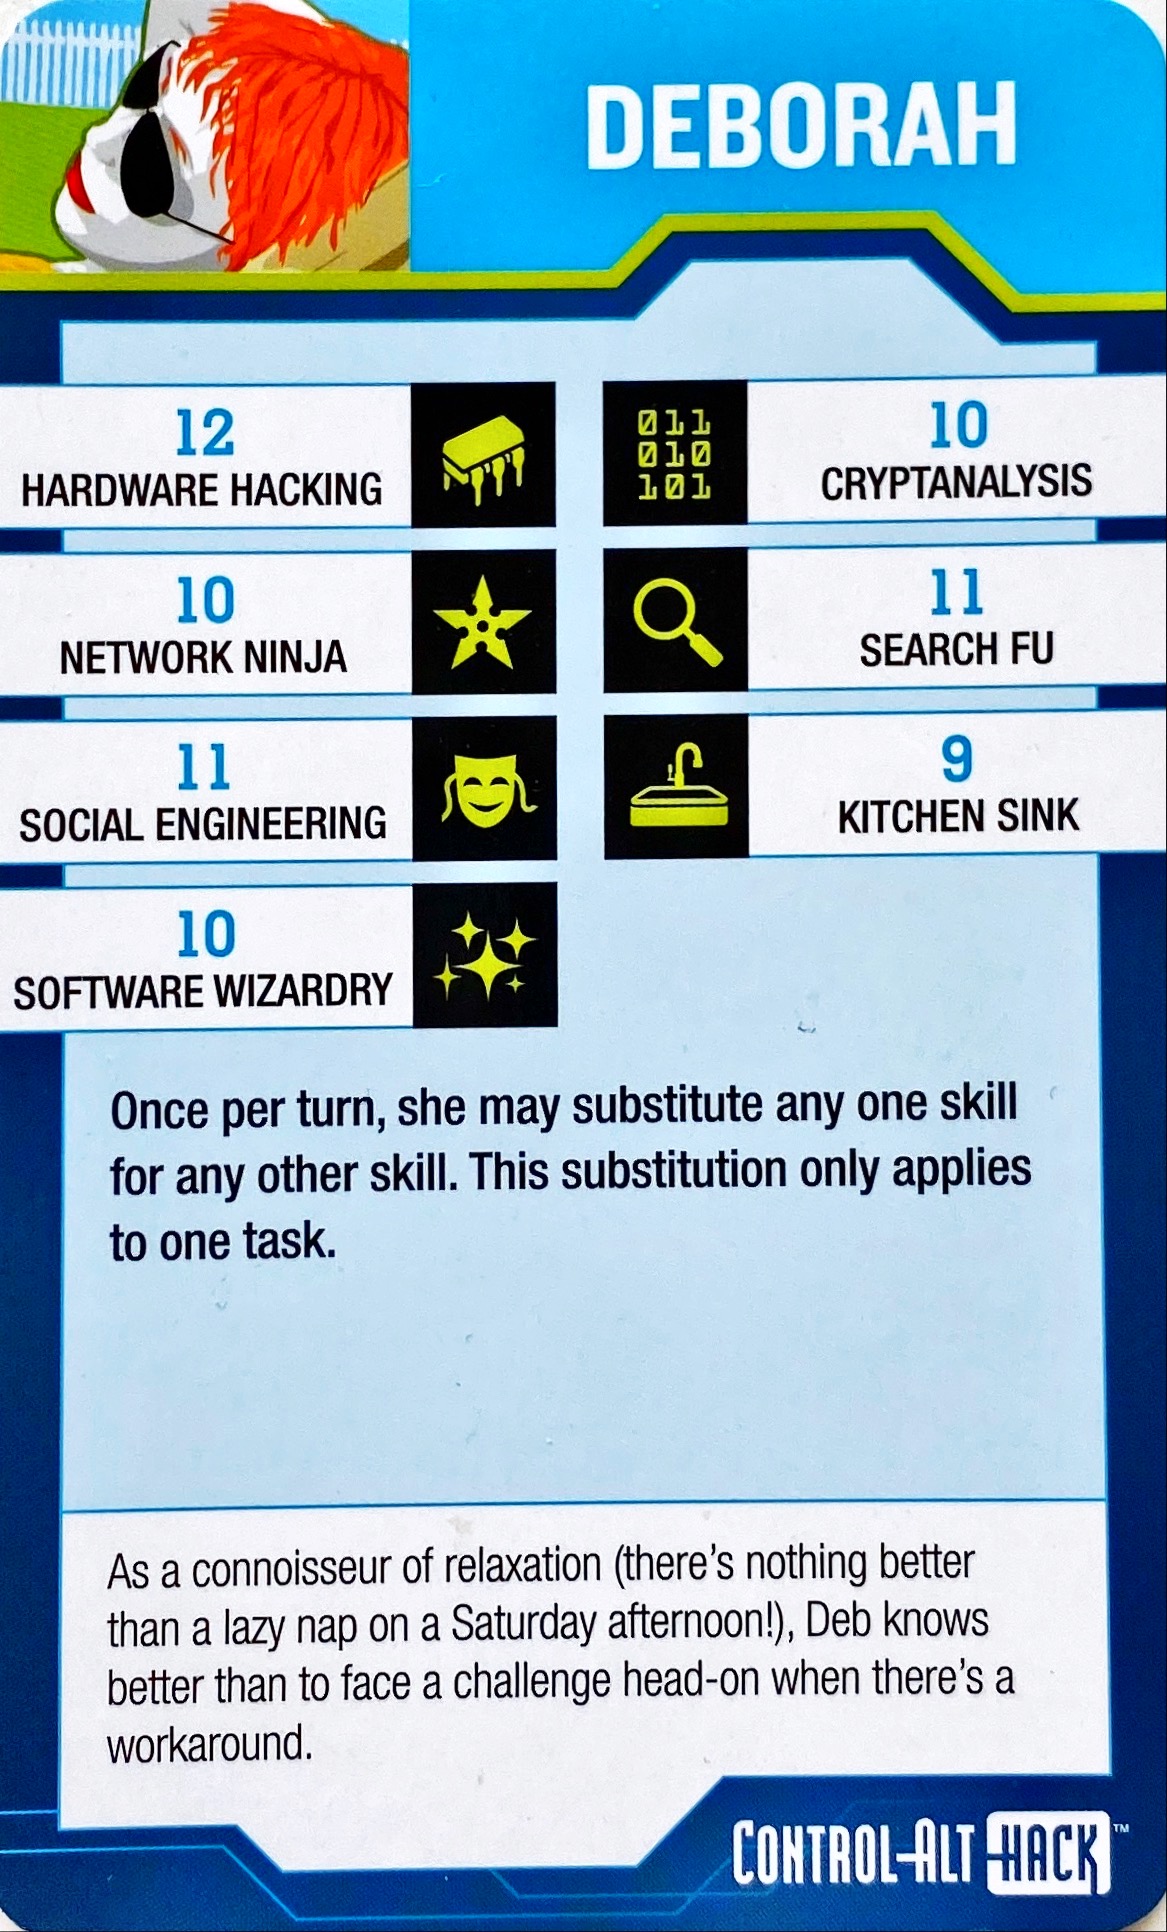 DEBORAH
12
HARDWARE HACKING
011
010
101
10
CRYPTANALYSIS
10
NETWORK NINJA
11
SEARCH FU
11
SOCIAL ENGINEERING
9
KITCHEN SINK
10
SOFTWARE WIZARDRY
Once per turn, she may substitute any one skill
for any other skill. This substitution only applies
to one task.
As a connoisseur of relaxation (there's nothing better
than a lazy nap on a Saturday afternoon!), Deb knows
better than to face a challenge head-on when there's a
workaround.
CONTROL-ALT HACK™